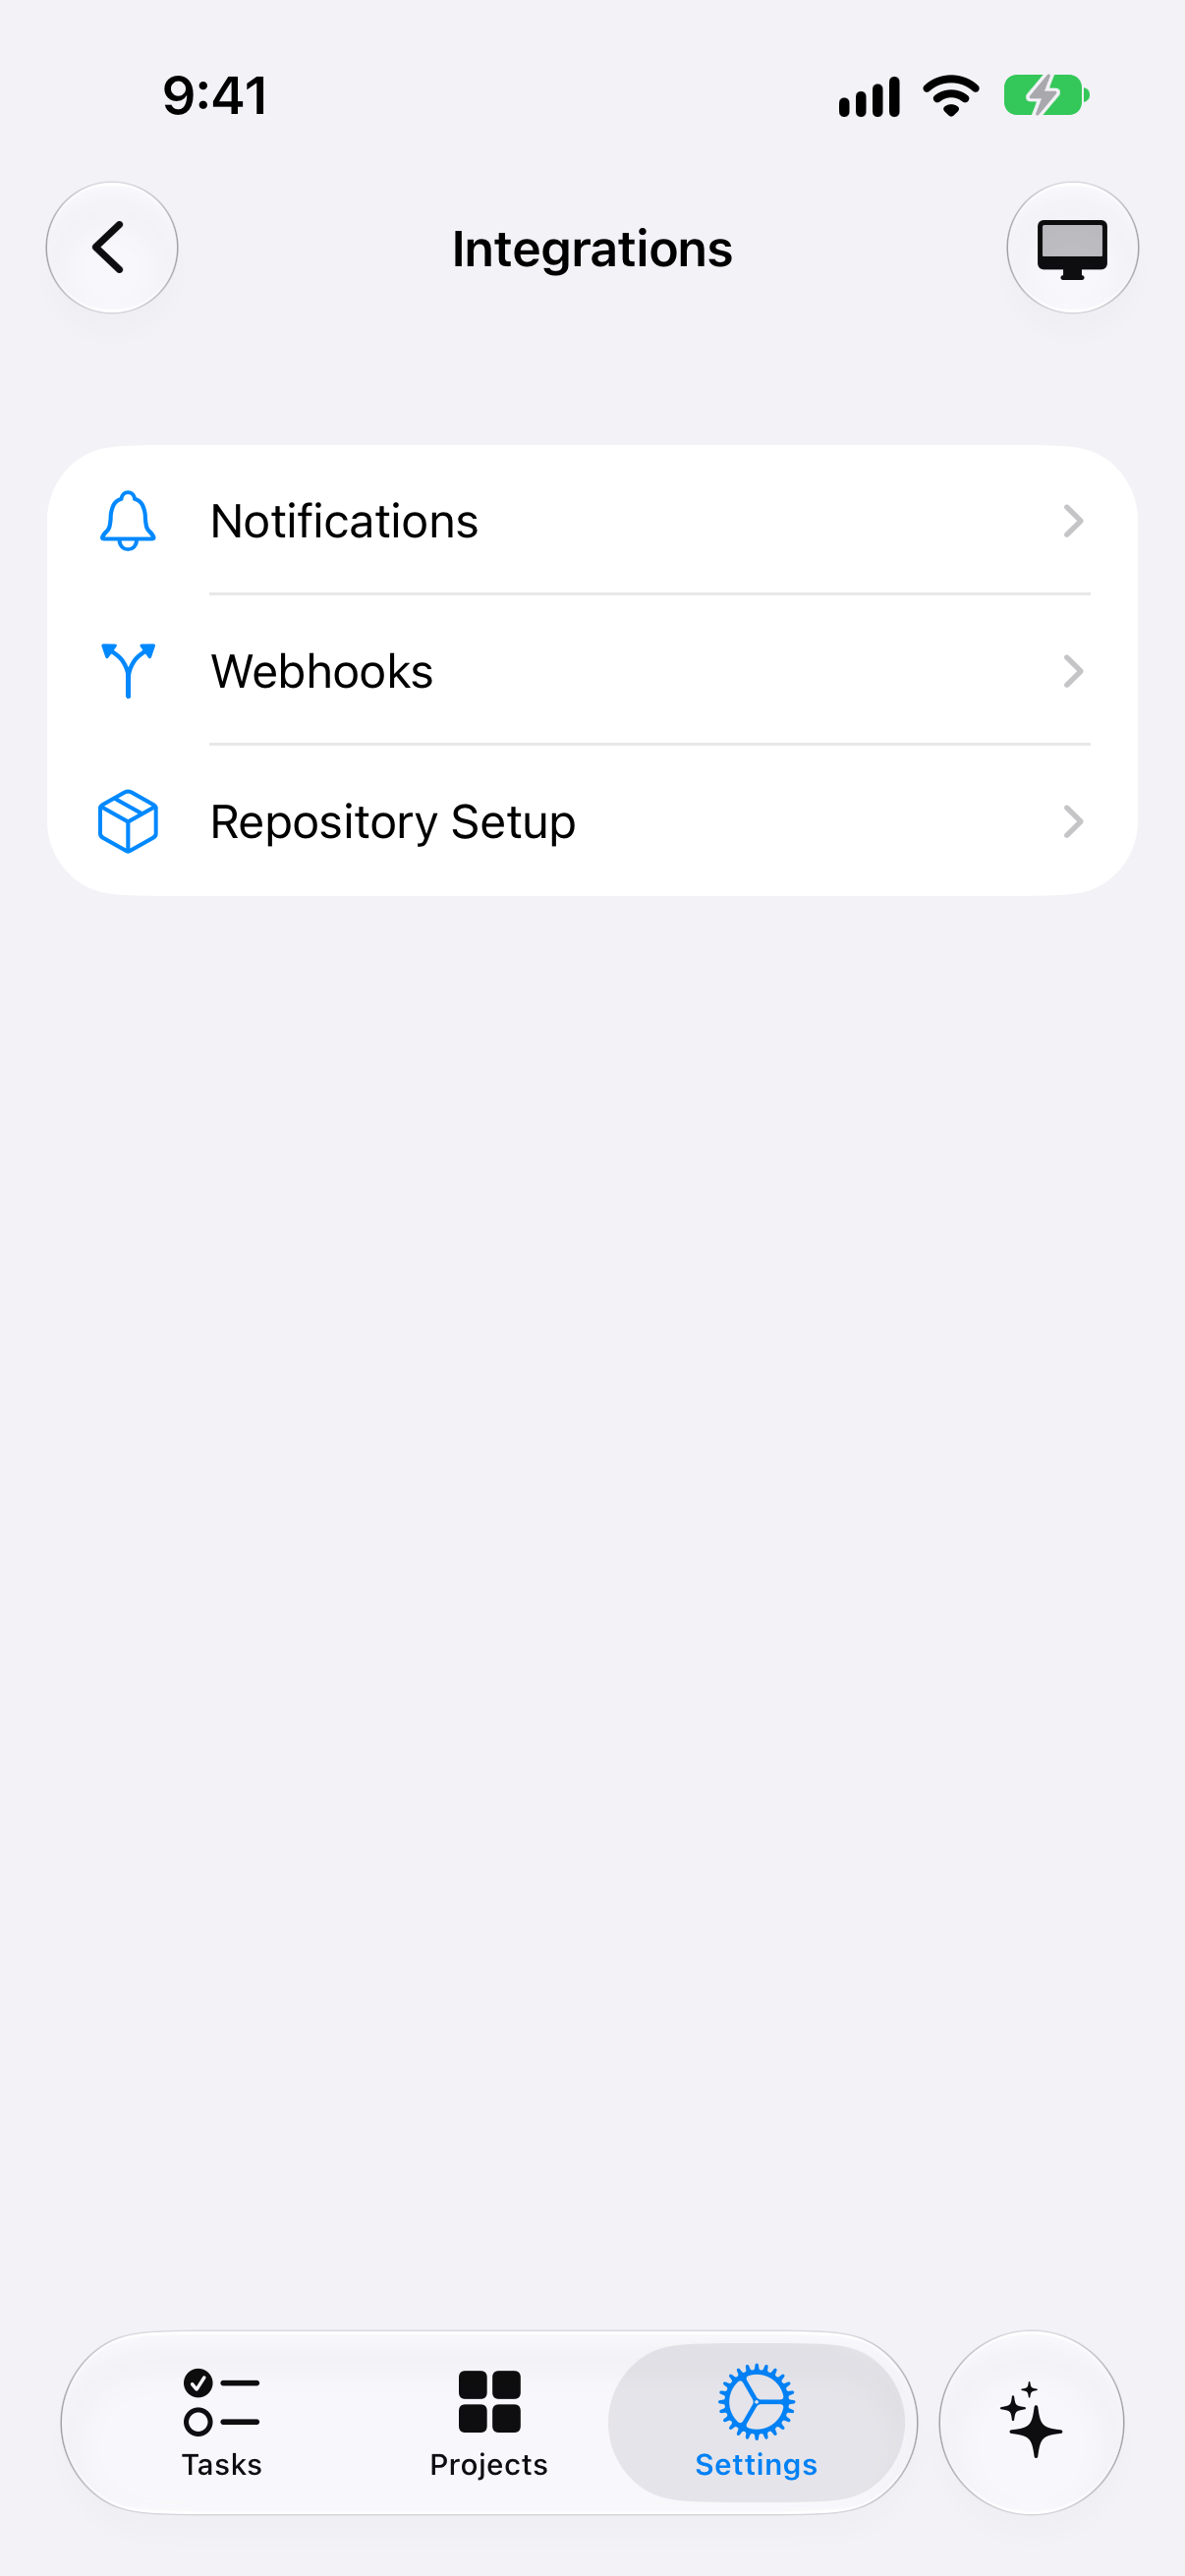 9:41
Integrations
Notifications
Webhooks
Repository Setup
Tasks
Projects
Settings